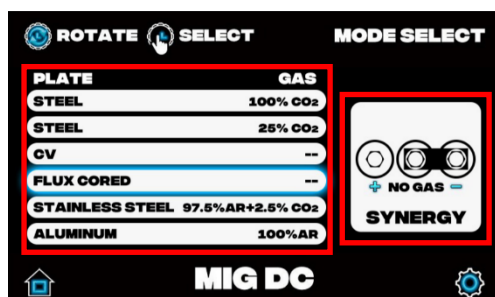 ROTATE SELECT MODE SELECT
PLATE GAS
STEEL 100% CO₂
STEEL 25% CO₂
CV --
FLUX CORED --
STAINLESS STEEL 97.5%AR+2.5% CO₂
ALUMINUM 100%AR
+ NO GAS −
SYNERGY
MIG DC